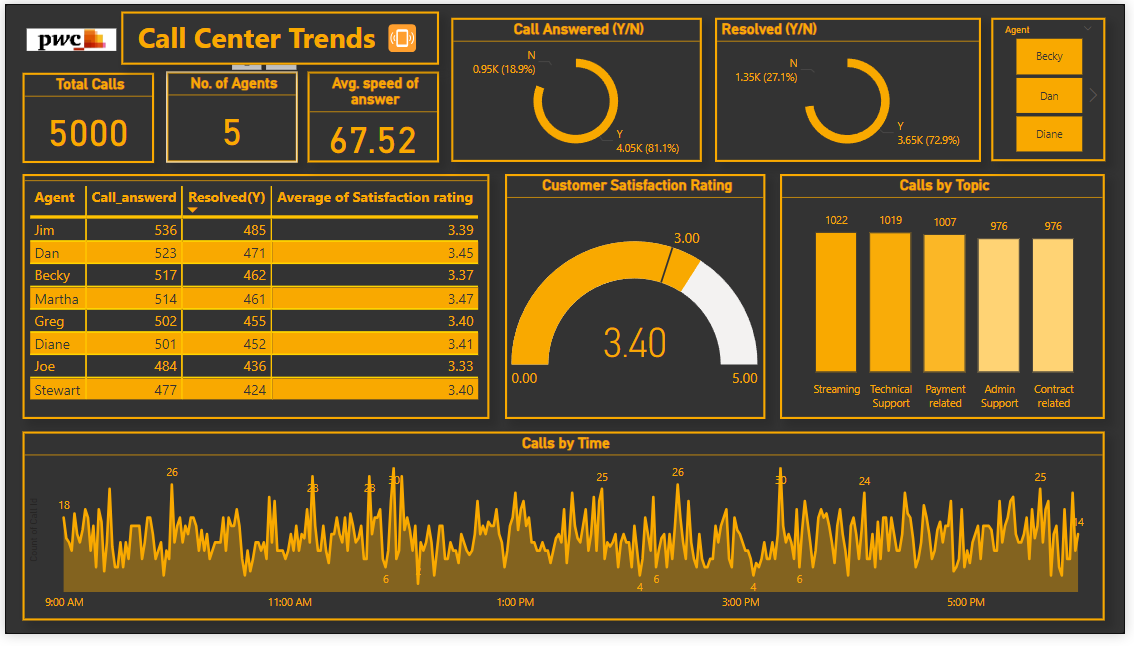 pwc
Call Center Trends
Total Calls
5000
No. of Agents
5
Avg. speed of
answer
67.52
Call Answered (Y/N)
N
0.95K (18.9%)
Y
4.05K (81.1%)
Resolved (Y/N)
N
1.35K (27.1%)
Y
3.65K (72.9%)
Agent
Becky
Dan
Diane
Agent Call_answerd Resolved(Y) Average of Satisfaction rating
Jim 536 485 3.39
Dan 523 471 3.45
Becky 517 462 3.37
Martha 514 461 3.47
Greg 502 455 3.40
Diane 501 452 3.41
Joe 484 436 3.33
Stewart 477 424 3.40
Customer Satisfaction Rating
3.00
3.40
0.00 5.00
Calls by Topic
1022 1019 1007 976 976
Streaming Technical Support Payment related Admin Support Contract related
Calls by Time
18 26 28 28 30 25 26 30 24 25 14
6 4 6 4 6
Count of Call Id
9:00 AM 11:00 AM 1:00 PM 3:00 PM 5:00 PM